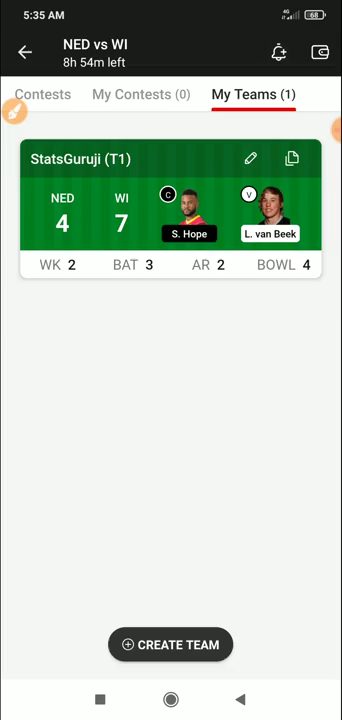 5:35 AM
4G
68
NED vs WI
8h 54m left
Contests My Contests (0) My Teams (1)
StatsGuruji (T1)
NED WI
4 7
C V
S. Hope L. van Beek
WK 2 BAT 3 AR 2 BOWL 4
CREATE TEAM